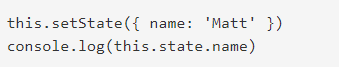 this.setState({ name: 'Matt' })
console.log(this.state.name)